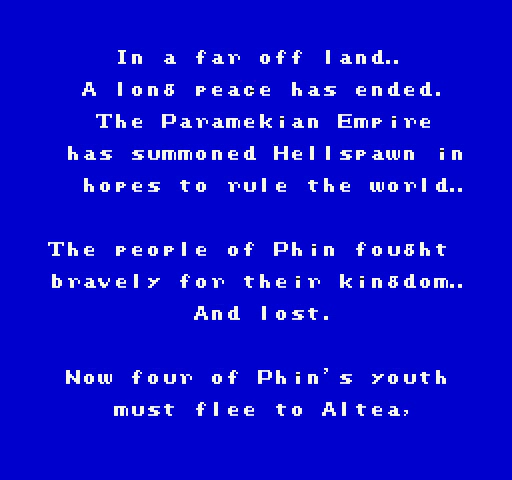 In a far off land..
A long peace has ended.
The Paramekian Empire
has summoned Hellspawn in
hopes to rule the world..
The people of Phin fought
bravely for their kingdom..
And lost.
Now four of Phin's youth
must flee to Altea,